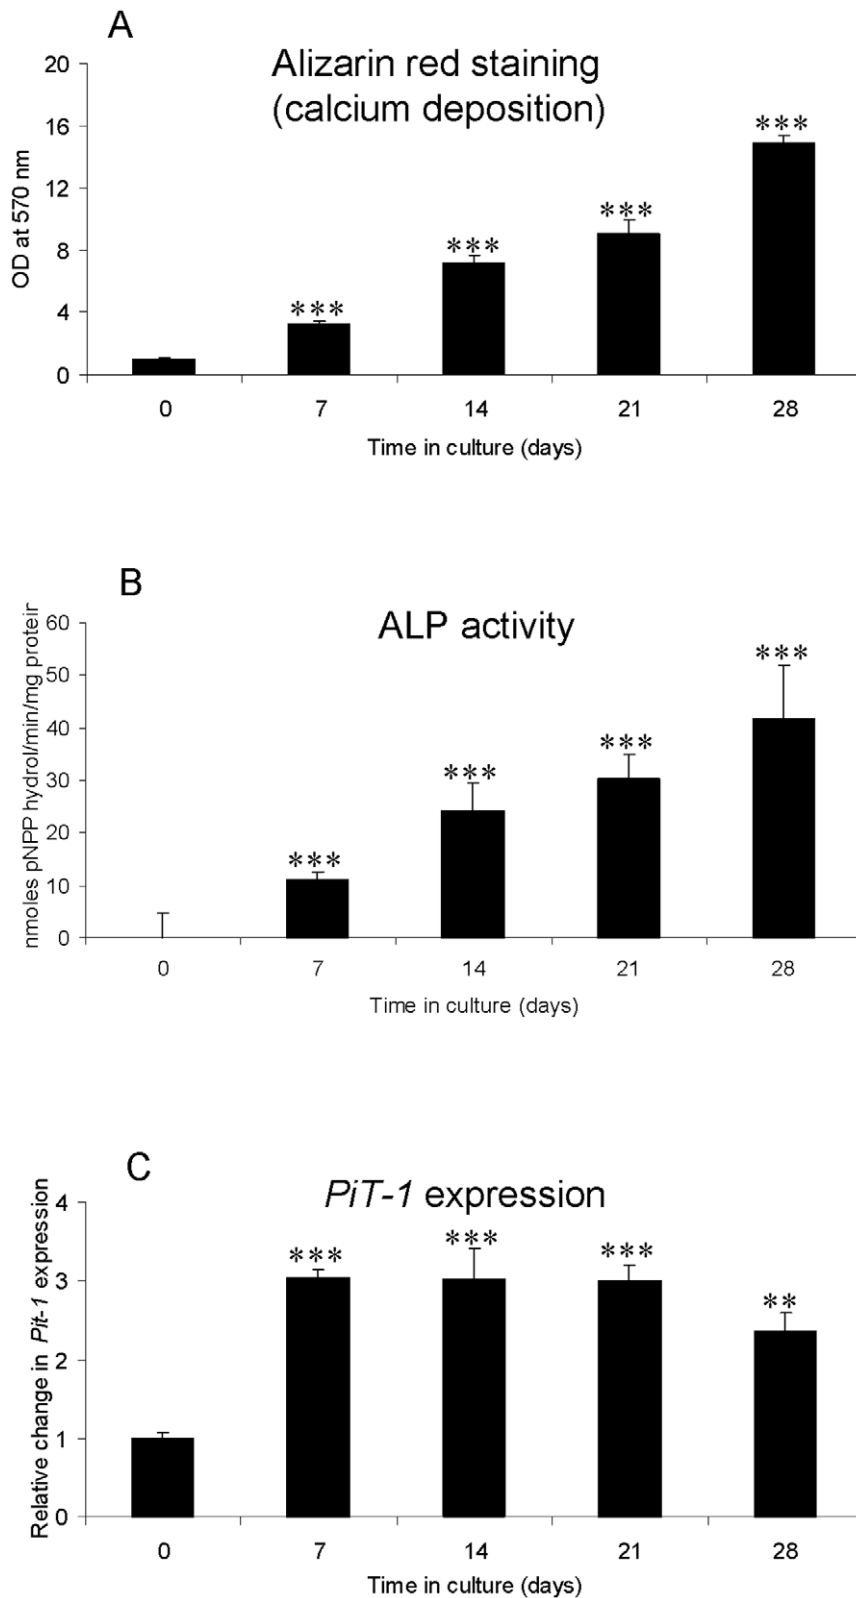 A
Alizarin red staining
(calcium deposition)
20
16
12
8
4
0
OD at 570 nm
***
***
***
***
0 7 14 21 28
Time in culture (days)
B
ALP activity
60
50
40
30
20
10
0
nmoles pNPP hydrol/min/mg protein
***
***
***
***
0 7 14 21 28
Time in culture (days)
C
PiT-1 expression
4
3
2
1
0
Relative change in Pit-1 expression
***
***
***
**
0 7 14 21 28
Time in culture (days)